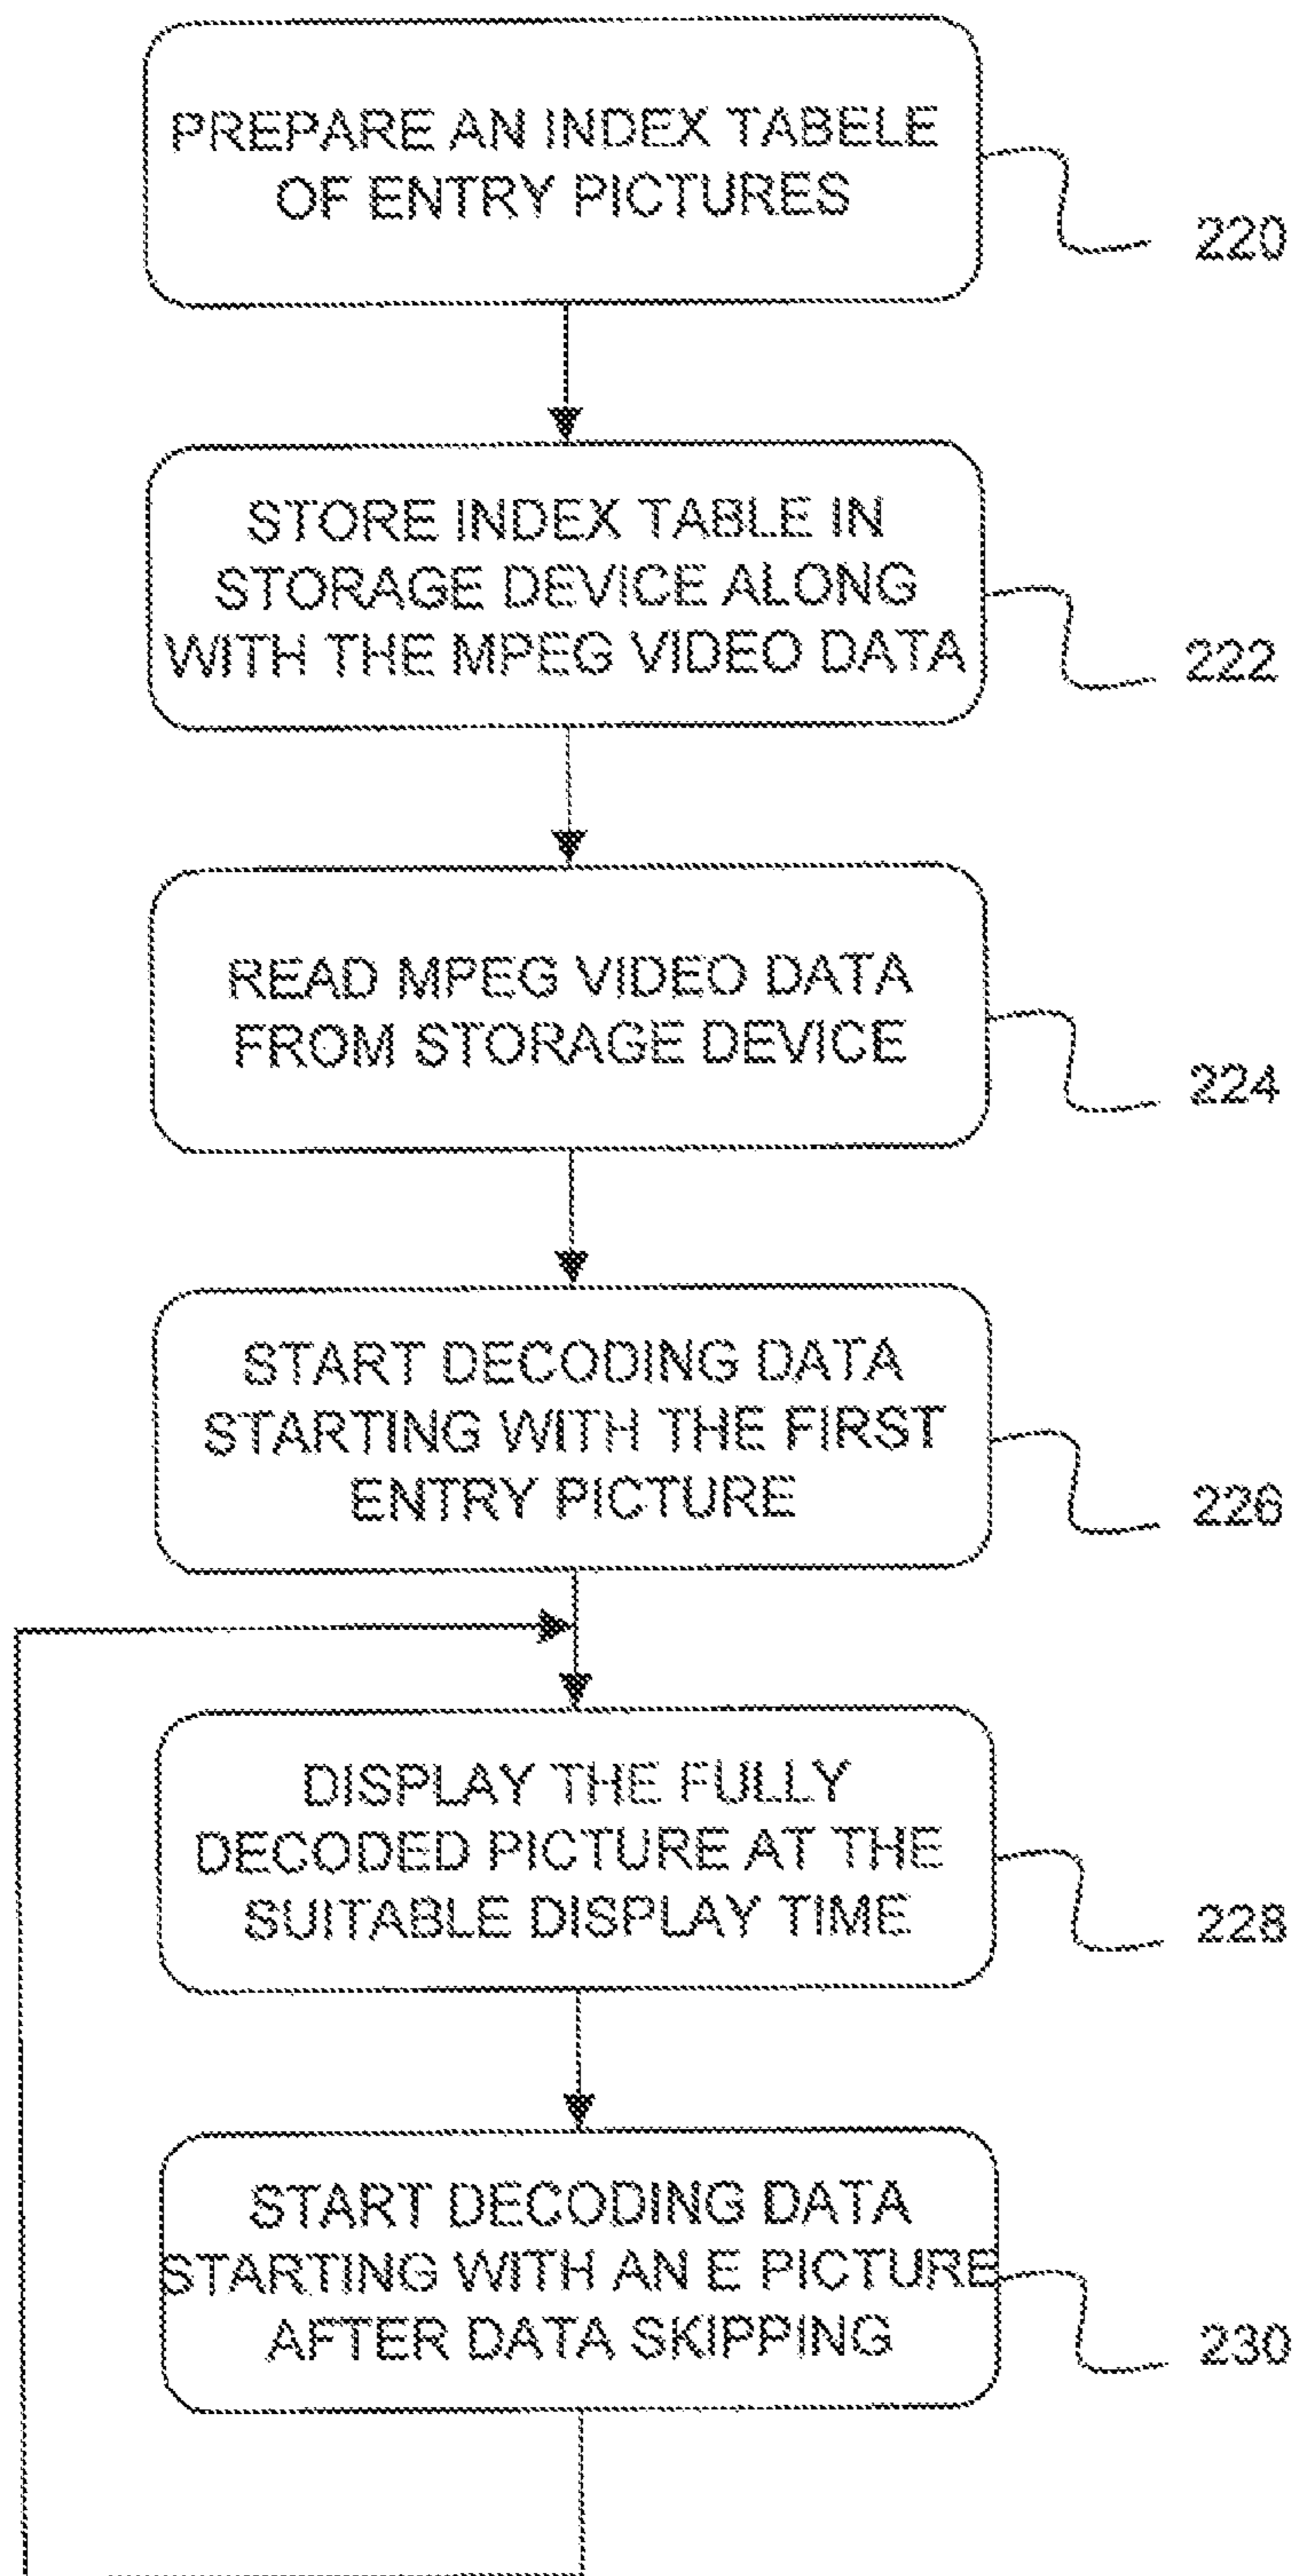 PREPARE AN INDEX TABELE
OF ENTRY PICTURES
220
STORE INDEX TABLE IN
STORAGE DEVICE ALONG
WITH THE MPEG VIDEO DATA
222
READ MPEG VIDEO DATA
FROM STORAGE DEVICE
224
START DECODING DATA
STARTING WITH THE FIRST
ENTRY PICTURE
226
DISPLAY THE FULLY
DECODED PICTURE AT THE
SUITABLE DISPLAY TIME
228
START DECODING DATA
STARTING WITH AN E PICTURE
AFTER DATA SKIPPING
230